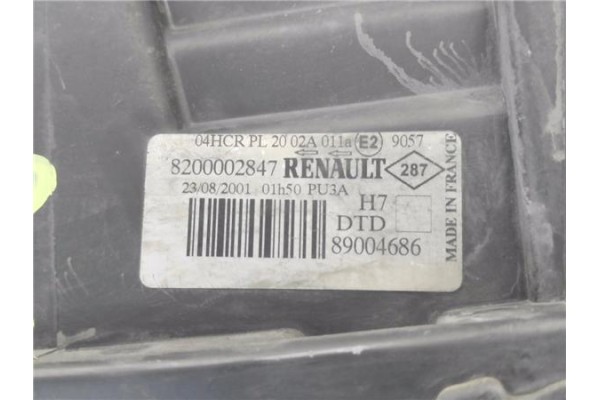 04HCR PL 20 02A 011a E2 9057
8200002847 RENAULT 287
23/08/2001 01h50 PU3A
H7
DTD
89004686
MADE IN FRANCE